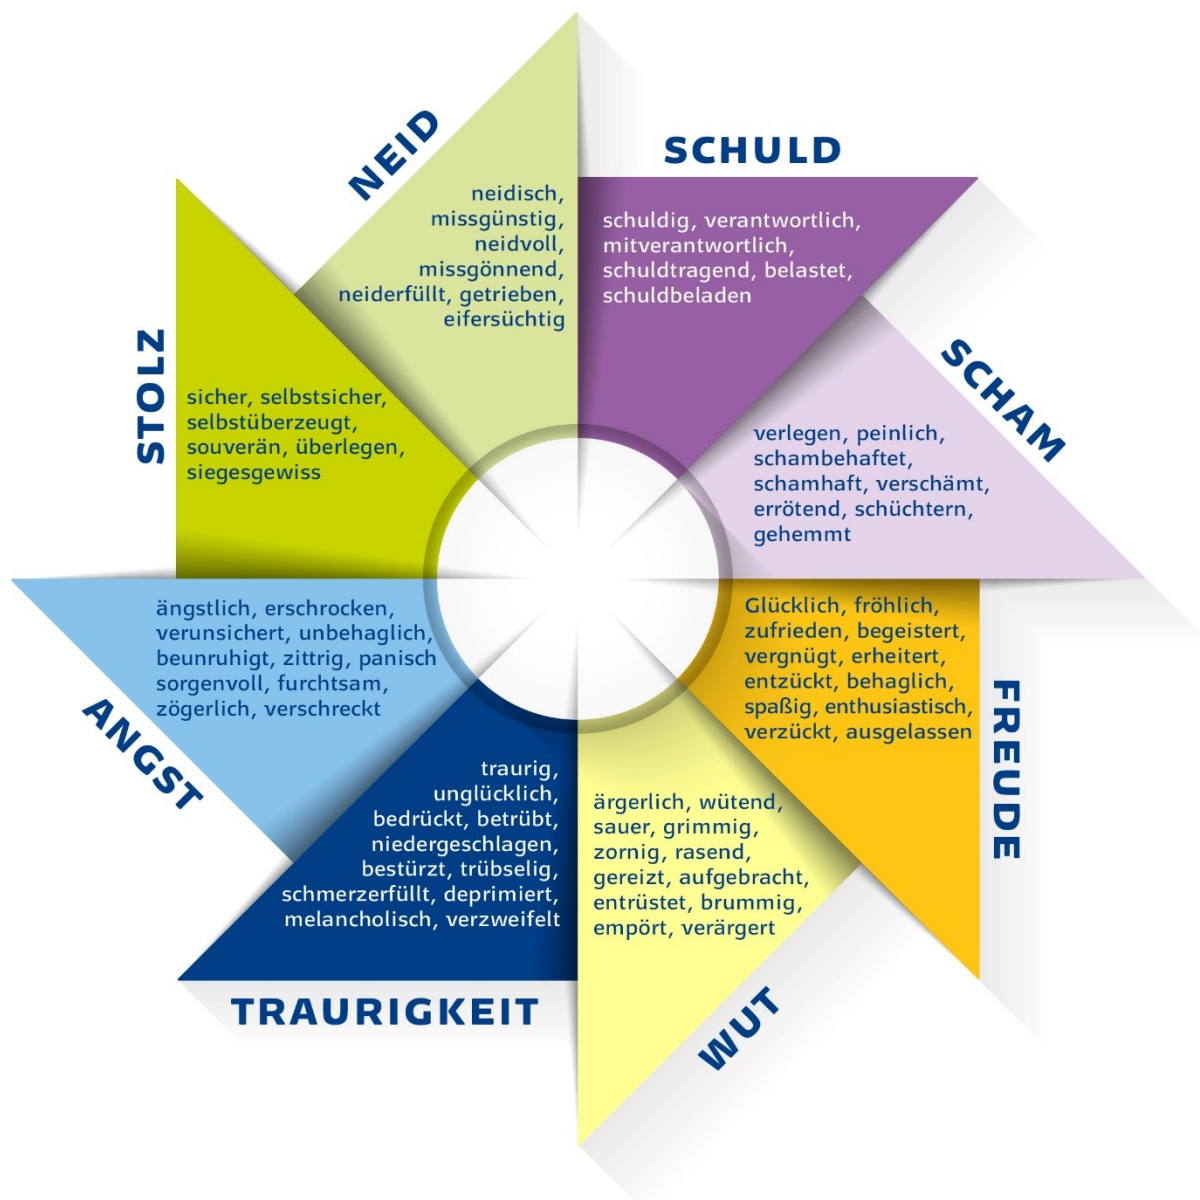 NEID
neidisch,
missgünstig,
neidvoll,
missgönnend,
neiderfüllt, getrieben,
eifersüchtig
SCHULD
schuldig, verantwortlich,
mitverantwortlich,
schuldtragend, belastet,
schuldbeladen
SCHAM
verlegen, peinlich,
schambehaftet,
schamhaft, verschämt,
errötend, schüchtern,
gehemmt
FREUDE
Glücklich, fröhlich,
zufrieden, begeistert,
vergnügt, erheitert,
entzückt, behaglich,
spaßig, enthusiastisch,
verzückt, ausgelassen
WUT
ärgerlich, wütend,
sauer, grimmig,
zornig, rasend,
gereizt, aufgebracht,
entrüstet, brummig,
empört, verärgert
TRAURIGKEIT
traurig,
unglücklich,
bedrückt, betrübt,
niedergeschlagen,
bestürzt, trübselig,
schmerzerfüllt, deprimiert,
melancholisch, verzweifelt
ANGST
ängstlich, erschrocken,
verunsichert, unbehaglich,
beunruhigt, zittrig, panisch
sorgenvoll, furchtsam,
zögerlich, verschreckt
STOLZ
sicher, selbstsicher,
selbstüberzeugt,
souverän, überlegen,
siegesgewiss